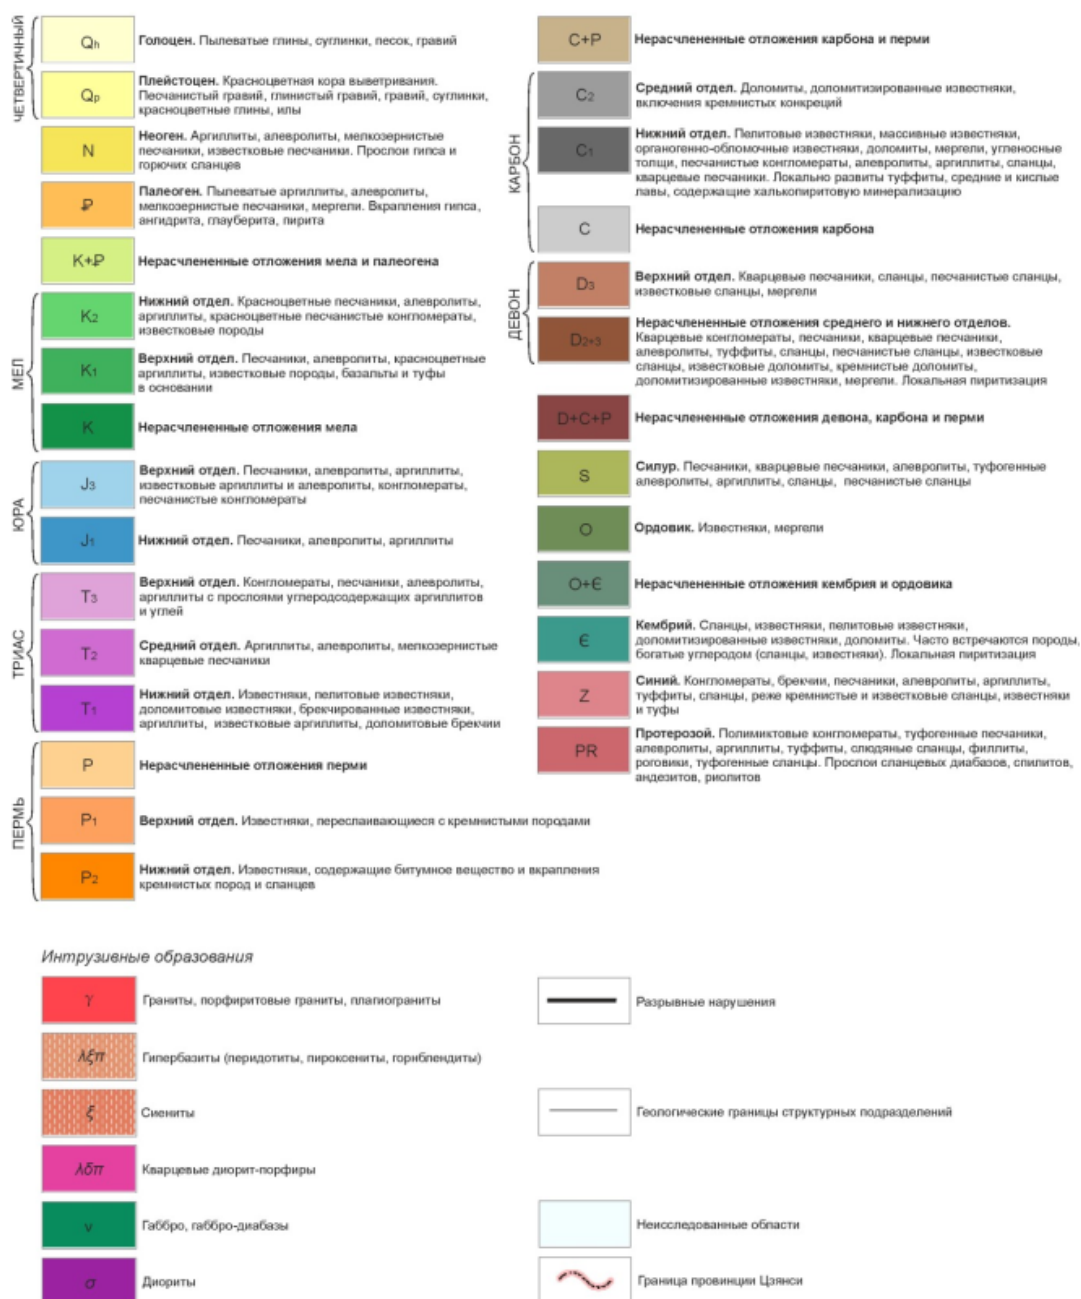 ЧЕТВЕРТИЧНЫЙ
Qh
Голоцен. Пылеватые глины, суглинки, песок, гравий
Qp
Плейстоцен. Красноцветная кора выветривания.
Песчанистый гравий, глинистый гравий, гравий, суглинки,
красноцветные глины, илы
N
Неоген. Аргиллиты, алевролиты, мелкозернистые
песчаники, известковые песчаники. Прослои гипса и
горючих сланцев
₽
Палеоген. Пылеватые аргиллиты, алевролиты,
мелкозернистые песчаники, мергели. Вкрапления гипса,
ангидрита, глауберита, пирита
K+₽
Нерасчлененные отложения мела и палеогена
МЕЛ
K2
Нижний отдел. Красноцветные песчаники, алевролиты,
аргиллиты, красноцветные песчанистые конгломераты,
известковые породы
K1
Верхний отдел. Песчаники, алевролиты, красноцветные
аргиллиты, известковые породы, базальты и туфы
в основании
K
Нерасчлененные отложения мела
ЮРА
J3
Верхний отдел. Песчаники, алевролиты, аргиллиты,
известковые аргиллиты и алевролиты, конгломераты,
песчанистые конгломераты
J1
Нижний отдел. Песчаники, алевролиты, аргиллиты
ТРИАС
T3
Верхний отдел. Конгломераты, песчаники, алевролиты,
аргиллиты с прослоями углеродсодержащих аргиллитов
и углей
T2
Средний отдел. Аргиллиты, алевролиты, мелкозернистые
кварцевые песчаники
T1
Нижний отдел. Известняки, пелитовые известняки,
доломитовые известняки, брекчированные известняки,
аргиллиты, известковые аргиллиты, доломитовые брекчии
ПЕРМЬ
P
Нерасчлененные отложения перми
P1
Верхний отдел. Известняки, переслаивающиеся с кремнистыми породами
P2
Нижний отдел. Известняки, содержащие битумное вещество и вкрапления
кремнистых пород и сланцев
C+P
Нерасчлененные отложения карбона и перми
КАРБОН
C2
Средний отдел. Доломиты, доломитизированные известняки,
включения кремнистых конкреций
C1
Нижний отдел. Пелитовые известняки, массивные известняки,
органогенно-обломочные известняки, доломиты, мергели, угленосные
толщи, песчанистые конгломераты, алевролиты, аргиллиты, сланцы,
кварцевые песчаники. Локально развиты туффиты, средние и кислые
лавы, содержащие халькопиритовую минерализацию
C
Нерасчлененные отложения карбона
ДЕВОН
D3
Верхний отдел. Кварцевые песчаники, сланцы, песчанистые сланцы,
известковые сланцы, мергели
D2+3
Нерасчлененные отложения среднего и нижнего отделов.
Кварцевые конгломераты, песчаники, кварцевые песчаники,
алевролиты, туффиты, сланцы, песчанистые сланцы, известковые
сланцы, известковые доломиты, кремнистые доломиты,
доломитизированные известняки, мергели. Локальная пиритизация
D+C+P
Нерасчлененные отложения девона, карбона и перми
S
Силур. Песчаники, кварцевые песчаники, алевролиты, туфогенные
алевролиты, аргиллиты, сланцы, песчанистые сланцы
O
Ордовик. Известняки, мергели
O+Є
Нерасчлененные отложения кембрия и ордовика
Є
Кембрий. Сланцы, известняки, пелитовые известняки,
доломитизированные известняки, доломиты. Часто встречаются породы,
богатые углеродом (сланцы, известняки). Локальная пиритизация
Z
Синий. Конгломераты, брекчии, песчаники, алевролиты, аргиллиты,
туффиты, сланцы, реже кремнистые и известковые сланцы, известняки
и туфы
PR
Протерозой. Полимиктовые конгломераты, туфогенные песчаники,
алевролиты, аргиллиты, туффиты, слюдяные сланцы, филлиты,
роговики, туфогенные сланцы. Прослои сланцевых диабазов, спилитов,
андезитов, риолитов
Интрузивные образования
γ
Граниты, порфиритовые граниты, плагиограниты
λξπ
Гипербазиты (перидотиты, пироксениты, горнблендиты)
ξ
Сиениты
λδπ
Кварцевые диорит-порфиры
ν
Габбро, габбро-диабазы
σ
Диориты
Разрывные нарушения
Геологические границы структурных подразделений
Неисследованные области
Граница провинции Цзянси